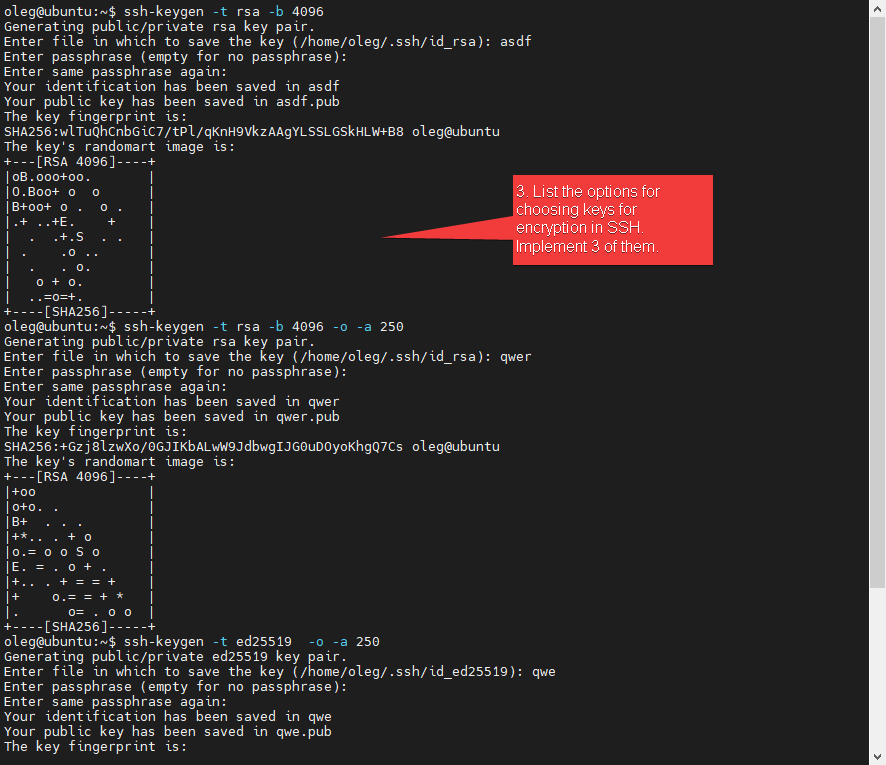 oleg@ubuntu:~$ ssh-keygen -t rsa -b 4096
Generating public/private rsa key pair.
Enter file in which to save the key (/home/oleg/.ssh/id_rsa): asdf
Enter passphrase (empty for no passphrase):
Enter same passphrase again:
Your identification has been saved in asdf
Your public key has been saved in asdf.pub
The key fingerprint is:
SHA256:wlTuQhCnbGiC7/tPl/qKnH9VkzAAgYLSSLGSkHLW+B8 oleg@ubuntu
The key's randomart image is:
+---[RSA 4096]----+
|oB.ooo+oo.       |
|O.Boo+ o  o      |
|B+oo+ o .  o .   |
|.+ ..+E.    +    |
|  .  .+.S  . .   |
| .    .o ..      |
|  .   . o.       |
|   o + o.        |
|  ..=o=+.        |
+----[SHA256]-----+
3. List the options for
choosing keys for
encryption in SSH.
Implement 3 of them.
oleg@ubuntu:~$ ssh-keygen -t rsa -b 4096 -o -a 250
Generating public/private rsa key pair.
Enter file in which to save the key (/home/oleg/.ssh/id_rsa): qwer
Enter passphrase (empty for no passphrase):
Enter same passphrase again:
Your identification has been saved in qwer
Your public key has been saved in qwer.pub
The key fingerprint is:
SHA256:+Gzj8lzwXo/0GJIKbALwW9JdbwgIJG0uDOyoKhgQ7Cs oleg@ubuntu
The key's randomart image is:
+---[RSA 4096]----+
|+oo              |
|o+o. .           |
|B+  . . .        |
|+*.. . + o       |
|o.= o o S o      |
|E. = . o + .     |
|+.. . + = = +    |
|+    o.= = + *   |
|.      o= . o o  |
+----[SHA256]-----+
oleg@ubuntu:~$ ssh-keygen -t ed25519  -o -a 250
Generating public/private ed25519 key pair.
Enter file in which to save the key (/home/oleg/.ssh/id_ed25519): qwe
Enter passphrase (empty for no passphrase):
Enter same passphrase again:
Your identification has been saved in qwe
Your public key has been saved in qwe.pub
The key fingerprint is: